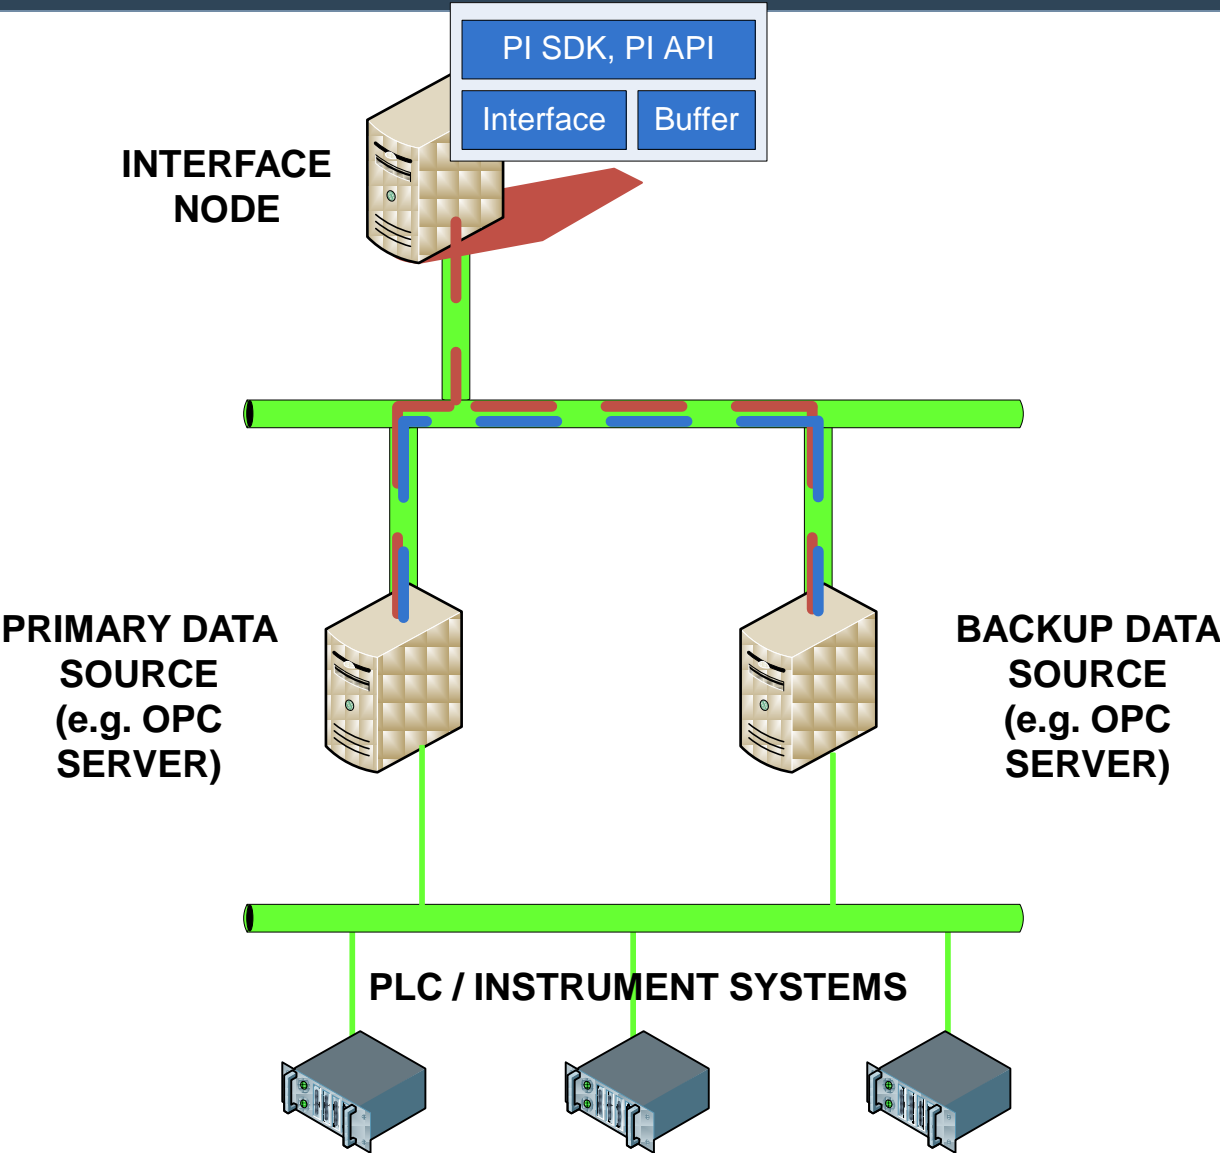 PI SDK, PI API
Interface
Buffer
INTERFACE
NODE
PRIMARY DATA
SOURCE
(e.g. OPC
SERVER)
BACKUP DATA
SOURCE
(e.g. OPC
SERVER)
PLC / INSTRUMENT SYSTEMS